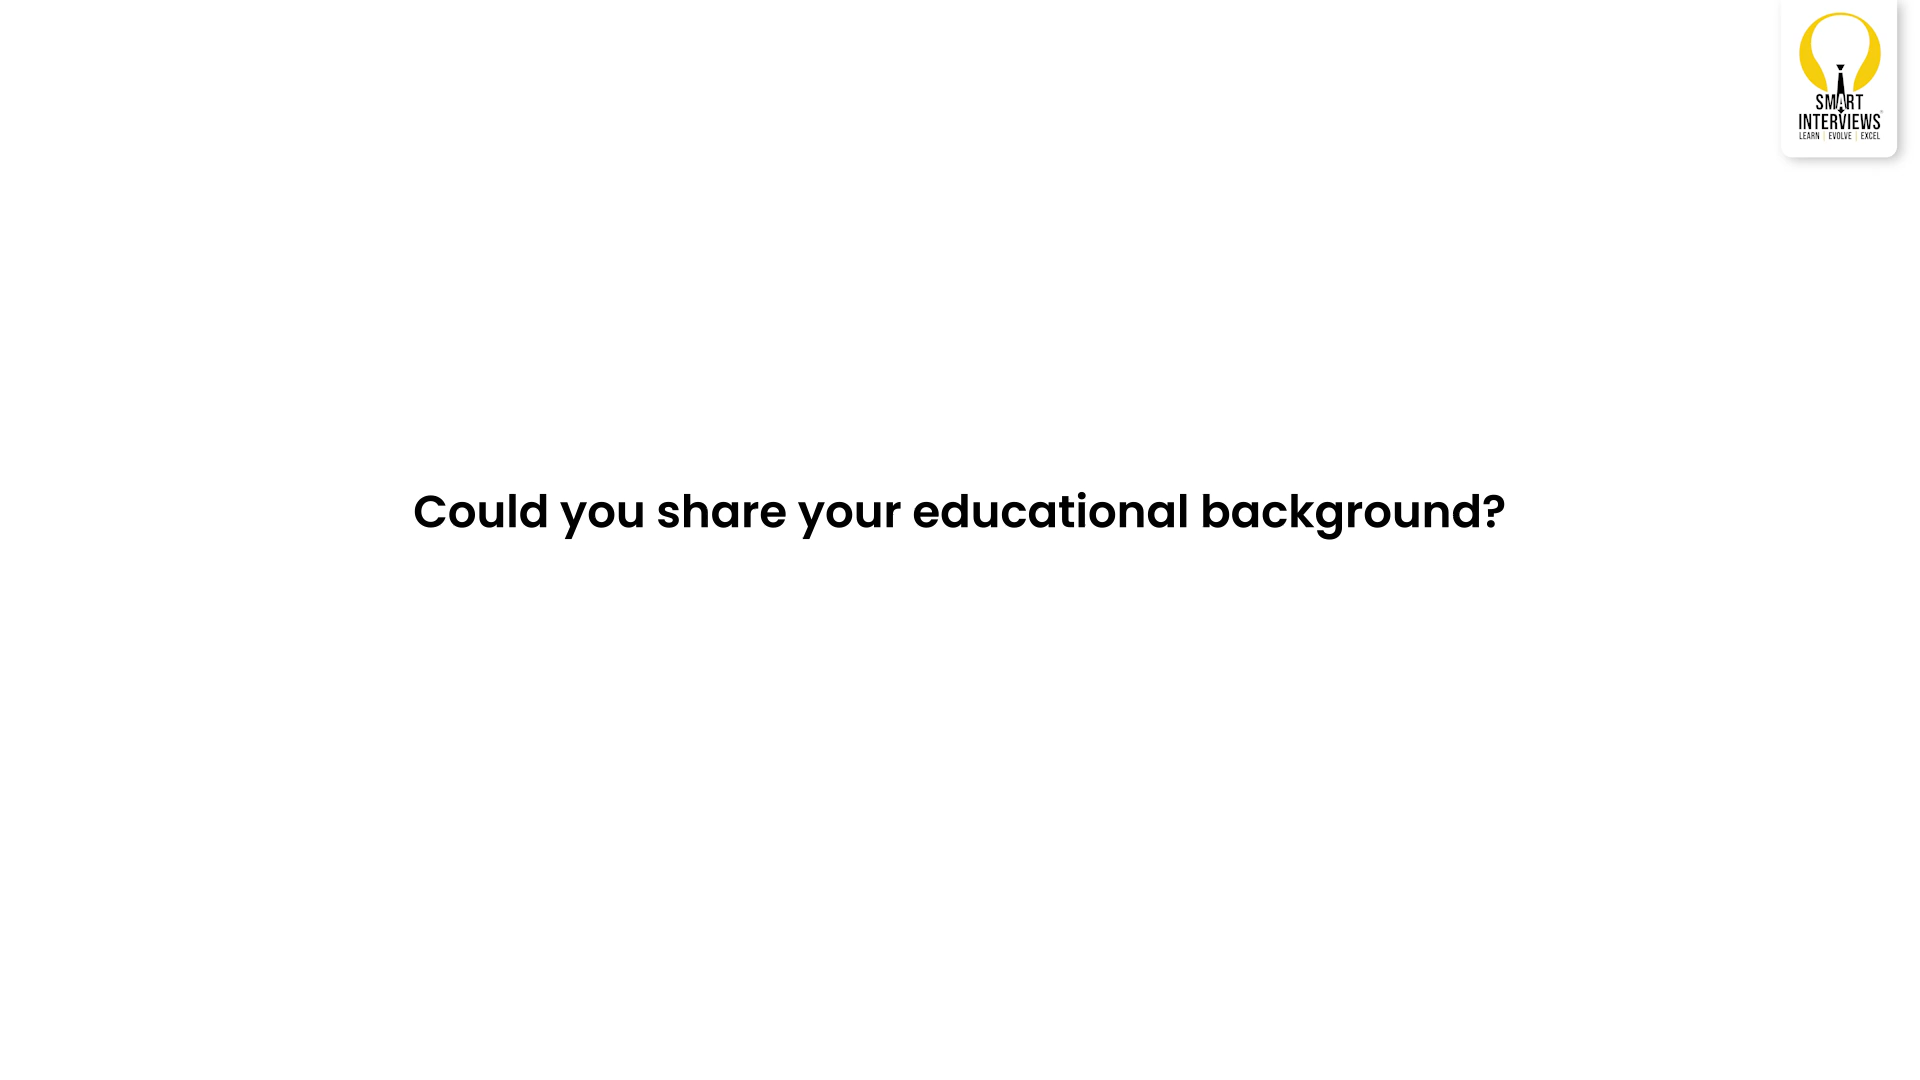 SMART
INTERVIEWS
LEARN | EVOLVE | EXCEL
Could you share your educational background?